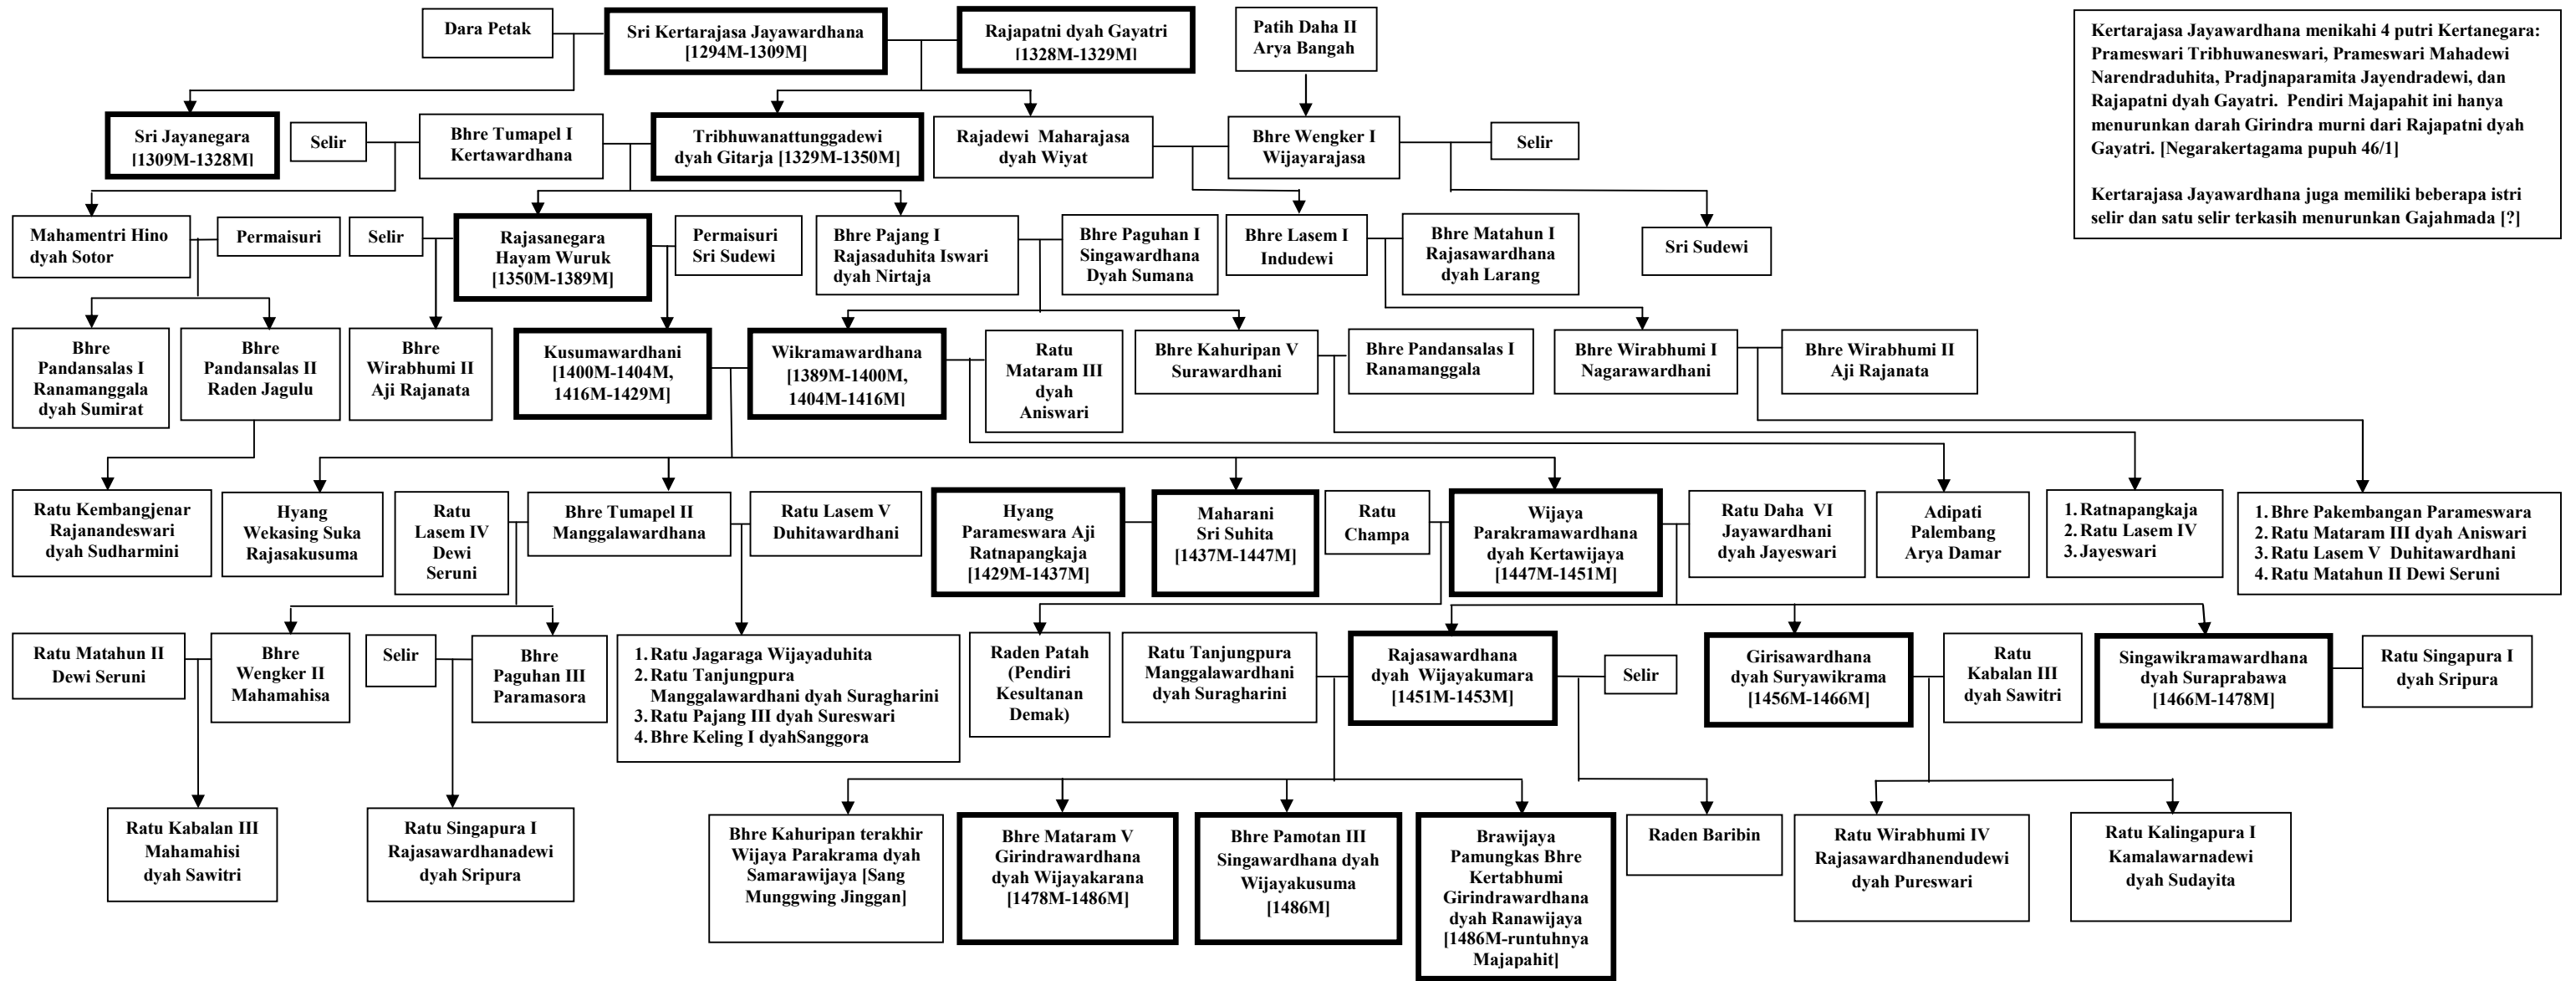 Dara Petak
Sri Kertarajasa Jayawardhana
[1294M-1309M]
Rajapatni dyah Gayatri
[1328M-1329M]
Patih Daha II
Arya Bangah
Kertarajasa Jayawardhana menikahi 4 putri Kertanegara:
Prameswari Tribhuwaneswari, Prameswari Mahadewi
Narendraduhita, Pradjnaparamita Jayendradewi, dan
Rajapatni dyah Gayatri. Pendiri Majapahit ini hanya
menurunkan darah Girindra murni dari Rajapatni dyah
Gayatri. [Negarakertagama pupuh 46/1]
Kertarajasa Jayawardhana juga memiliki beberapa istri
selir dan satu selir terkasih menurunkan Gajahmada [?]
Sri Jayanegara
[1309M-1328M]
Selir
Bhre Tumapel I
Kertawardhana
Tribhuwanattunggadewi
dyah Gitarja [1329M-1350M]
Rajadewi Maharajasa
dyah Wiyat
Bhre Wengker I
Wijayarajasa
Selir
Mahamentri Hino
dyah Sotor
Permaisuri
Selir
Rajasanegara
Hayam Wuruk
[1350M-1389M]
Permaisuri
Sri Sudewi
Bhre Pajang I
Rajasaduhita Iswari
dyah Nirtaja
Bhre Paguhan I
Singawardhana
Dyah Sumana
Bhre Lasem I
Indudewi
Bhre Matahun I
Rajasawardhana
dyah Larang
Sri Sudewi
Bhre
Pandansalas I
Ranamanggala
dyah Sumirat
Bhre
Pandansalas II
Raden Jagulu
Bhre
Wirabhumi II
Aji Rajanata
Kusumawardhani
[1400M-1404M,
1416M-1429M]
Wikramawardhana
[1389M-1400M,
1404M-1416M]
Ratu
Mataram III
dyah
Aniswari
Bhre Kahuripan V
Surawardhani
Bhre Pandansalas I
Ranamanggala
Bhre Wirabhumi I
Nagarawardhani
Bhre Wirabhumi II
Aji Rajanata
Ratu Kembangjenar
Rajanandeswari
dyah Sudharmini
Hyang
Wekasing Suka
Rajasakusuma
Ratu
Lasem IV
Dewi
Seruni
Bhre Tumapel II
Manggalawardhana
Ratu Lasem V
Duhitawardhani
Hyang
Parameswara Aji
Ratnapangkaja
[1429M-1437M]
Maharani
Sri Suhita
[1437M-1447M]
Ratu
Champa
Wijaya
Parakramawardhana
dyah Kertawijaya
[1447M-1451M]
Ratu Daha VI
Jayawardhani
dyah Jayeswari
Adipati
Palembang
Arya Damar
1. Ratnapangkaja
2. Ratu Lasem IV
3. Jayeswari
1. Bhre Pakembangan Parameswara
2. Ratu Mataram III dyah Aniswari
3. Ratu Lasem V Duhitawardhani
4. Ratu Matahun II Dewi Seruni
Ratu Matahun II
Dewi Seruni
Bhre
Wengker II
Mahamahisa
Selir
Bhre
Paguhan III
Paramasora
1. Ratu Jagaraga Wijayaduhita
2. Ratu Tanjungpura
Manggalawardhani dyah Suragharini
3. Ratu Pajang III dyah Sureswari
4. Bhre Keling I dyahSanggora
Raden Patah
(Pendiri
Kesultanan
Demak)
Ratu Tanjungpura
Manggalawardhani
dyah Suragharini
Rajasawardhana
dyah Wijayakumara
[1451M-1453M]
Selir
Girisawardhana
dyah Suryawikrama
[1456M-1466M]
Ratu
Kabalan III
dyah Sawitri
Singawikramawardhana
dyah Suraprabawa
[1466M-1478M]
Ratu Singapura I
dyah Sripura
Ratu Kabalan III
Mahamahisi
dyah Sawitri
Ratu Singapura I
Rajasawardhanadewi
dyah Sripura
Bhre Kahuripan terakhir
Wijaya Parakrama dyah
Samarawijaya [Sang
Munggwing Jinggan]
Bhre Mataram V
Girindrawardhana
dyah Wijayakarana
[1478M-1486M]
Bhre Pamotan III
Singawardhana dyah
Wijayakusuma
[1486M]
Brawijaya
Pamungkas Bhre
Kertabhumi
Girindrawardhana
dyah Ranawijaya
[1486M-runtuhnya
Majapahit]
Raden Baribin
Ratu Wirabhumi IV
Rajasawardhanendudewi
dyah Pureswari
Ratu Kalingapura I
Kamalawarnadewi
dyah Sudayita